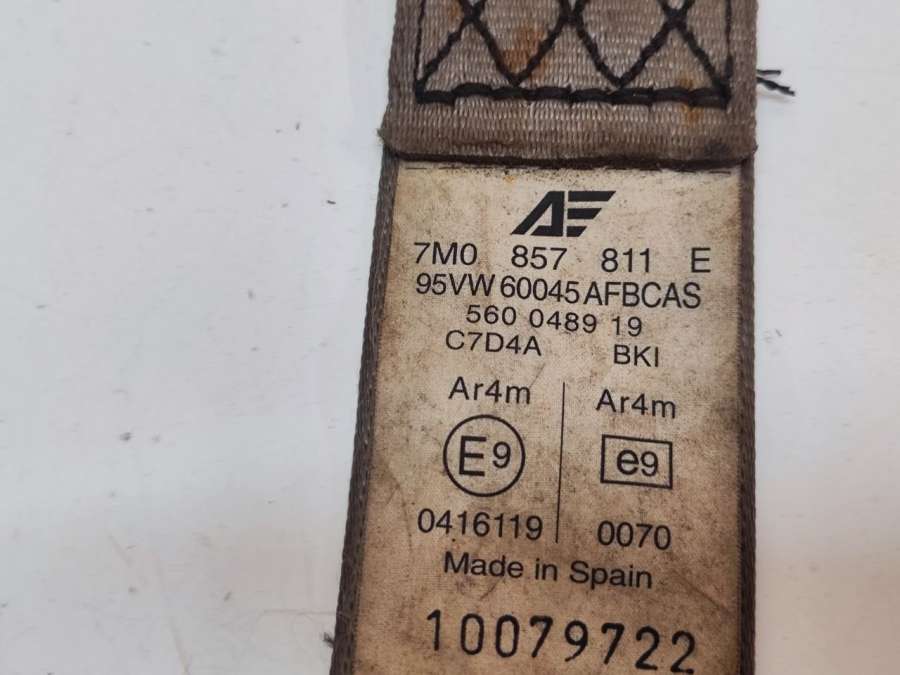 AE
7M0 857 811 E
95VW 60045 AFBCAS
560 0489 19
C7D4A BKI
Ar4m Ar4m
E9 e9
0416119 0070
Made in Spain
10079722